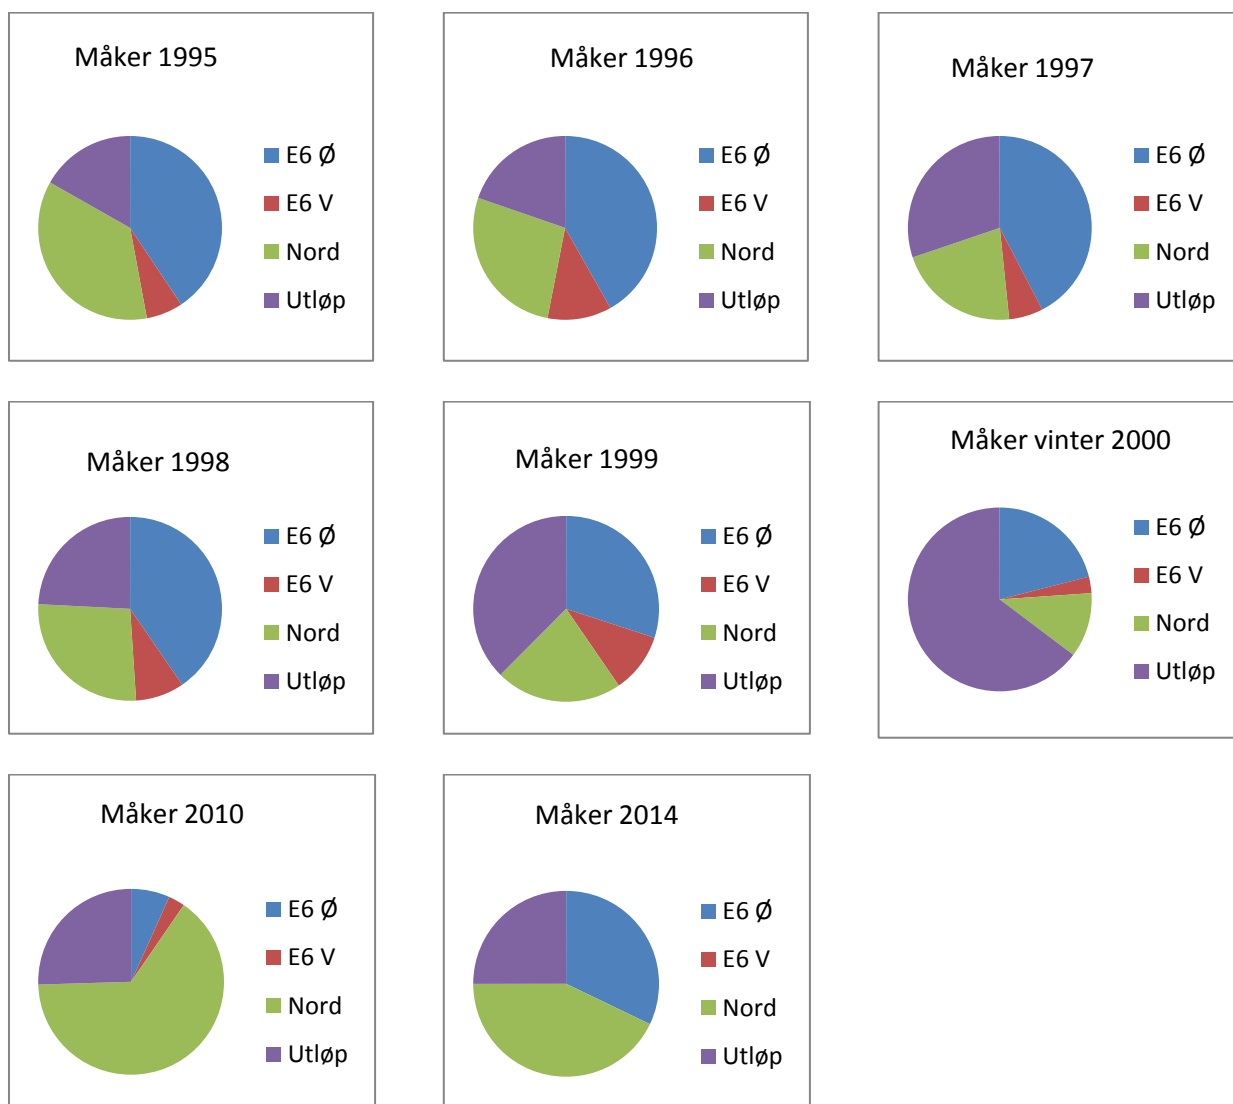 Måker 1995
E6 Ø
E6 V
Nord
Utløp
Måker 1996
E6 Ø
E6 V
Nord
Utløp
Måker 1997
E6 Ø
E6 V
Nord
Utløp
Måker 1998
E6 Ø
E6 V
Nord
Utløp
Måker 1999
E6 Ø
E6 V
Nord
Utløp
Måker vinter 2000
E6 Ø
E6 V
Nord
Utløp
Måker 2010
E6 Ø
E6 V
Nord
Utløp
Måker 2014
E6 Ø
E6 V
Nord
Utløp